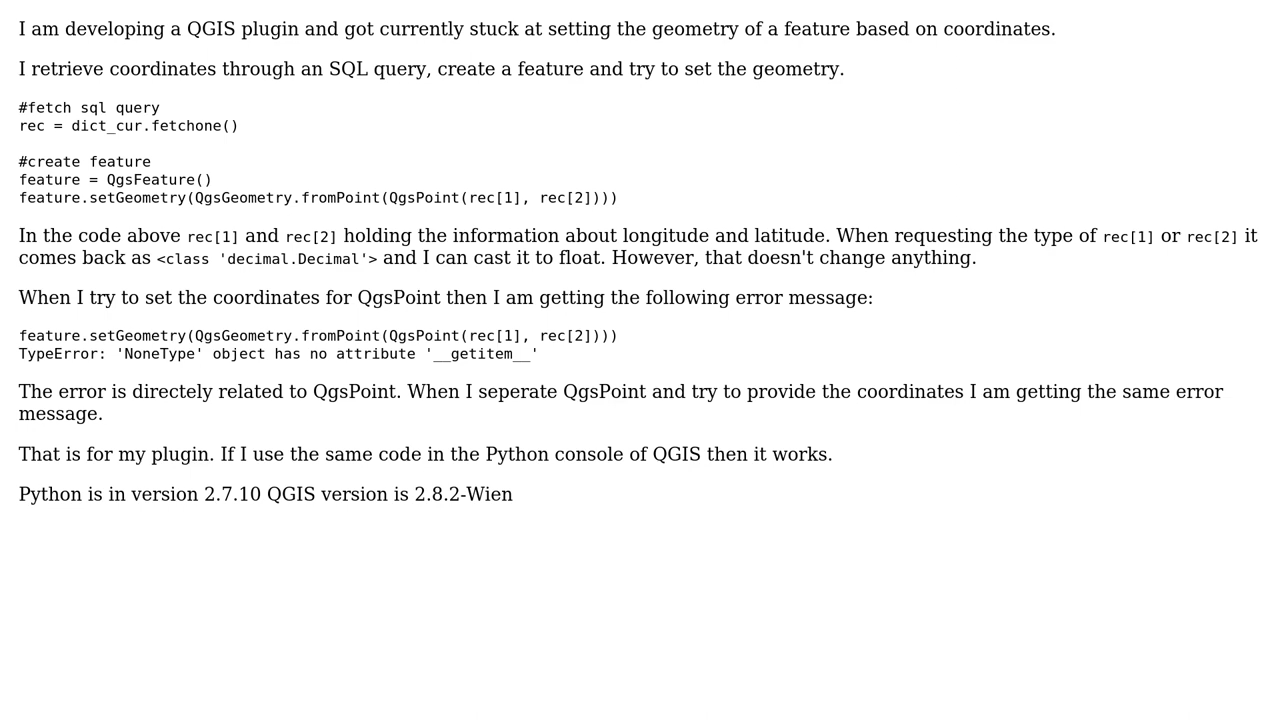 I am developing a QGIS plugin and got currently stuck at setting the geometry of a feature based on coordinates.
I retrieve coordinates through an SQL query, create a feature and try to set the geometry.
#fetch sql query
rec = dict_cur.fetchone()
#create feature
feature = QgsFeature()
feature.setGeometry(QgsGeometry.fromPoint(QgsPoint(rec[1], rec[2])))
In the code above rec[1] and rec[2] holding the information about longitude and latitude. When requesting the type of rec[1] or rec[2] it
comes back as <class 'decimal.Decimal'> and I can cast it to float. However, that doesn't change anything.
When I try to set the coordinates for QgsPoint then I am getting the following error message:
feature.setGeometry(QgsGeometry.fromPoint(QgsPoint(rec[1], rec[2])))
TypeError: 'NoneType' object has no attribute '__getitem__'
The error is directely related to QgsPoint. When I seperate QgsPoint and try to provide the coordinates I am getting the same error
message.
That is for my plugin. If I use the same code in the Python console of QGIS then it works.
Python is in version 2.7.10 QGIS version is 2.8.2-Wien